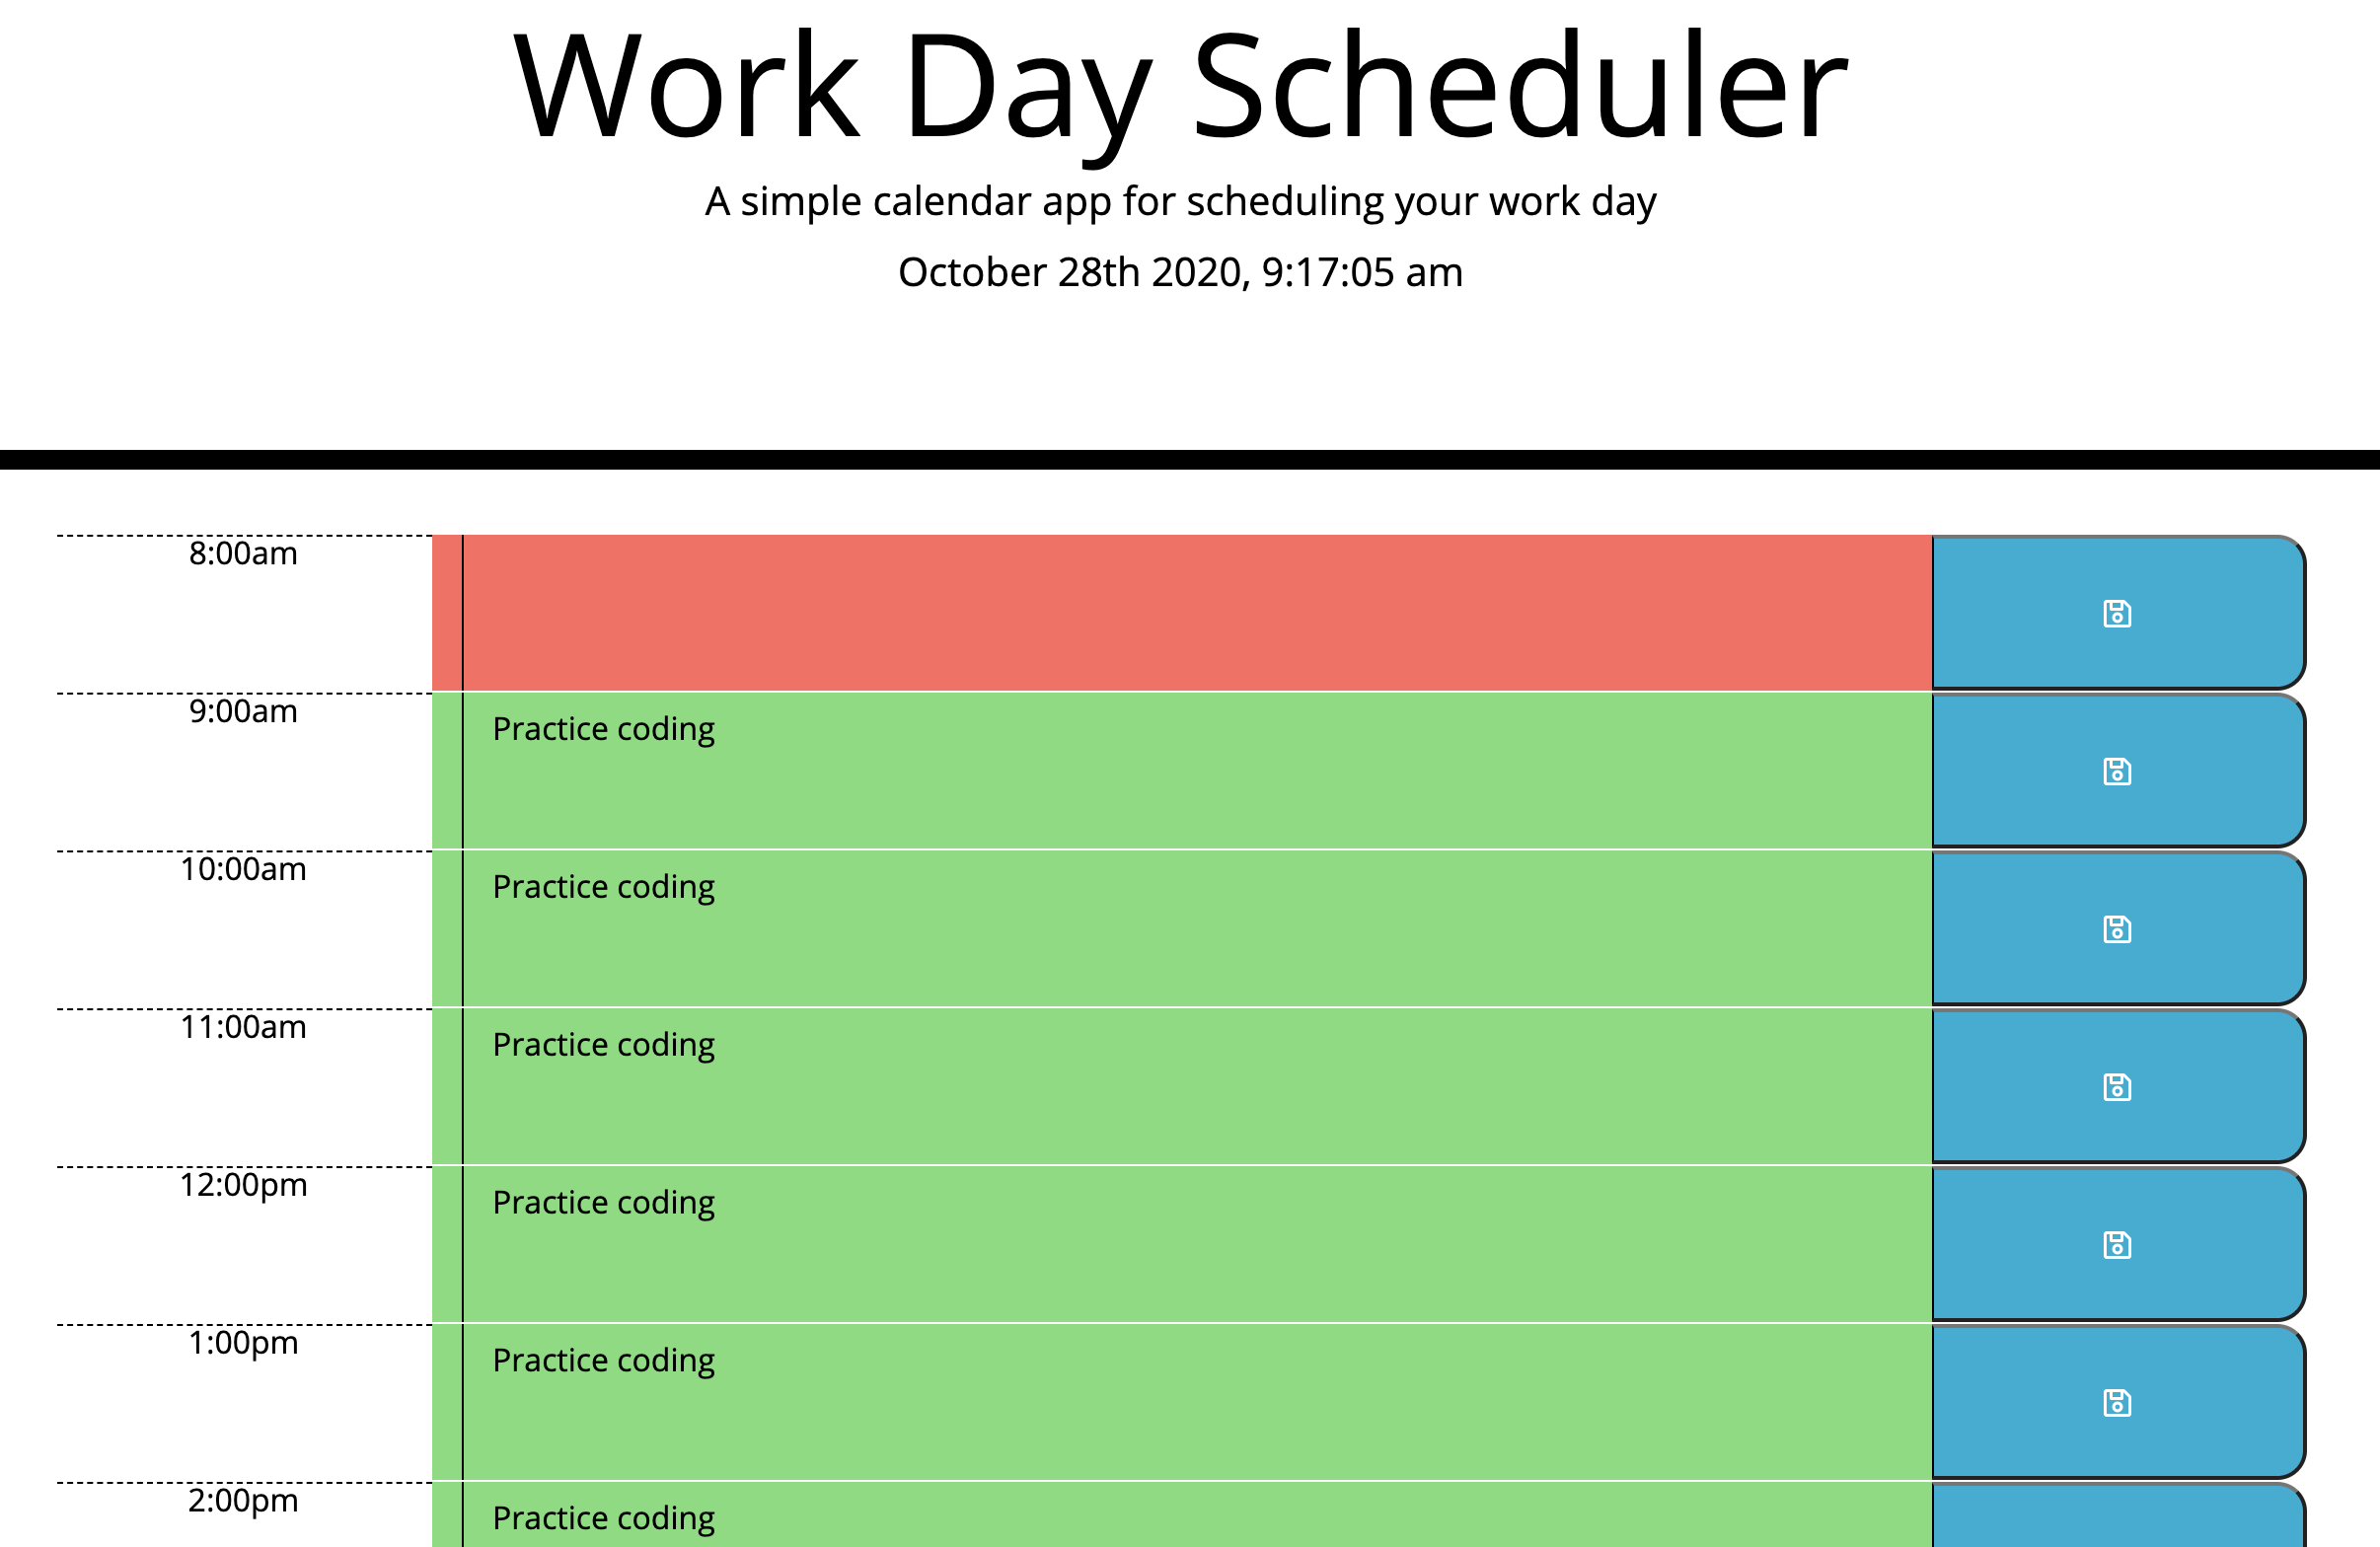 Work Day Scheduler
A simple calendar app for scheduling your work day
October 28th 2020, 9:17:05 am
8:00am
9:00am
Practice coding
10:00am
Practice coding
11:00am
Practice coding
12:00pm
Practice coding
1:00pm
Practice coding
2:00pm
Practice coding